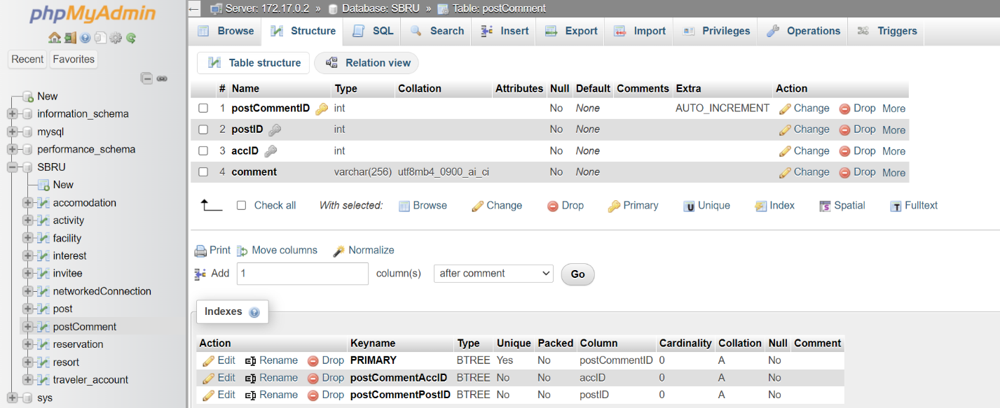 phpMyAdmin
Recent Favorites
New
information_schema
mysql
performance_schema
SBRU
New
accomodation
activity
facility
interest
invitee
networkedConnection
post
postComment
reservation
resort
traveler_account
sys
Server: 172.17.0.2 » Database: SBRU » Table: postComment
Browse Structure SQL Search Insert Export Import Privileges Operations Triggers
Table structure Relation view
# Name Type Collation Attributes Null Default Comments Extra Action
1 postCommentID int No None AUTO_INCREMENT Change Drop More
2 postID int No None Change Drop More
3 accID int No None Change Drop More
4 comment varchar(256) utf8mb4_0900_ai_ci No None Change Drop More
Check all With selected: Browse Change Drop Primary Unique Index Spatial Fulltext
Print Move columns Normalize
Add 1 column(s) after comment Go
Indexes
Action Keyname Type Unique Packed Column Cardinality Collation Null Comment
Edit Rename Drop PRIMARY BTREE Yes No postCommentID 0 A No
Edit Rename Drop postCommentAccID BTREE No No accID 0 A No
Edit Rename Drop postCommentPostID BTREE No No postID 0 A No